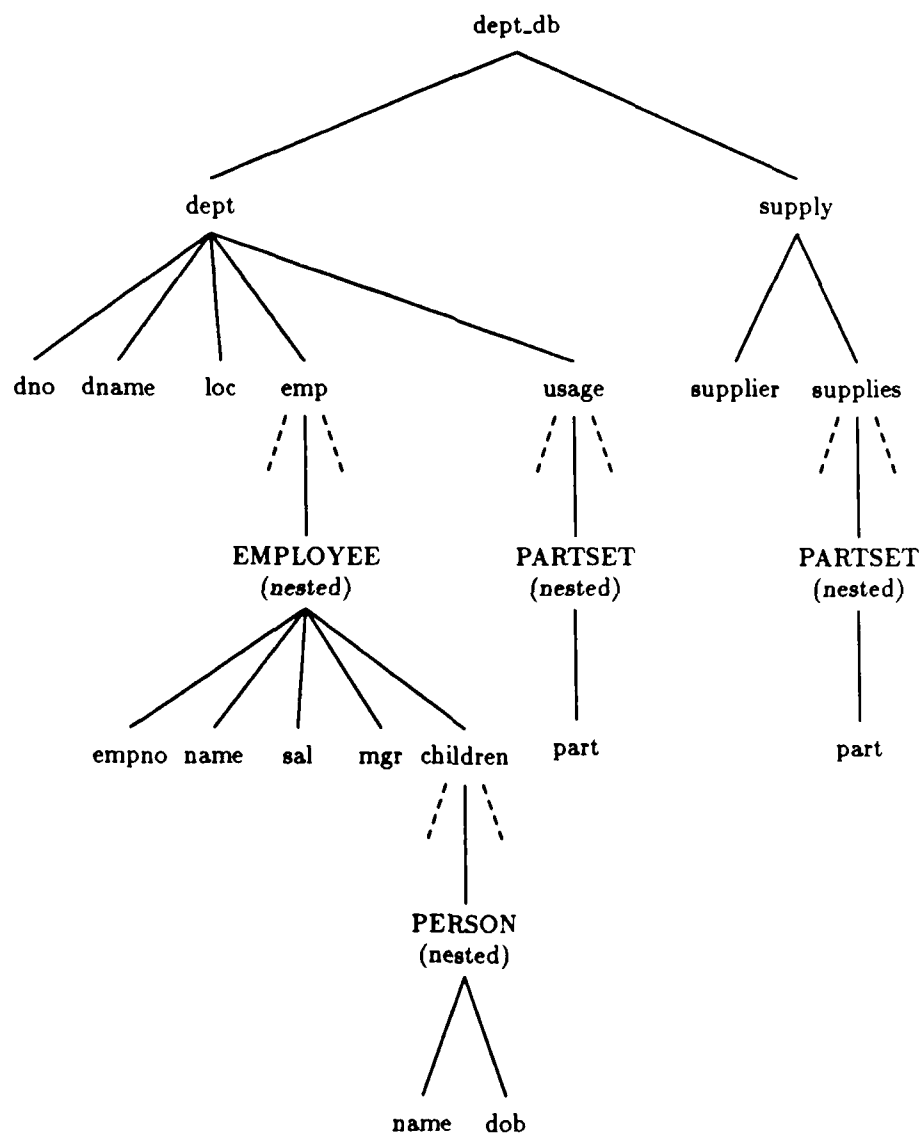 dept_db
dept supply
dno dname loc emp usage supplier supplies
EMPLOYEE PARTSET PARTSET
(nested) (nested) (nested)
empno name sal mgr children part part
PERSON
(nested)
name dob